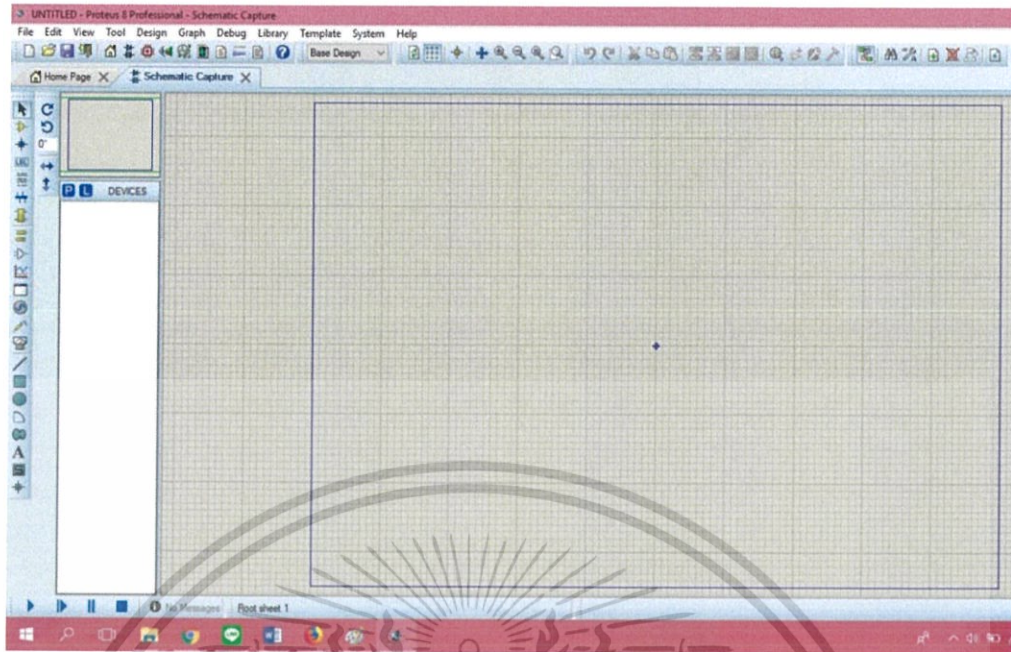 UNTITLED - Proteus 8 Professional - Schematic Capture
File Edit View Tool Design Graph Debug Library Template System Help
Base Design
Home Page X Schematic Capture X
0°
LBL
P L DEVICES
A
S
No Messages Root sheet 1